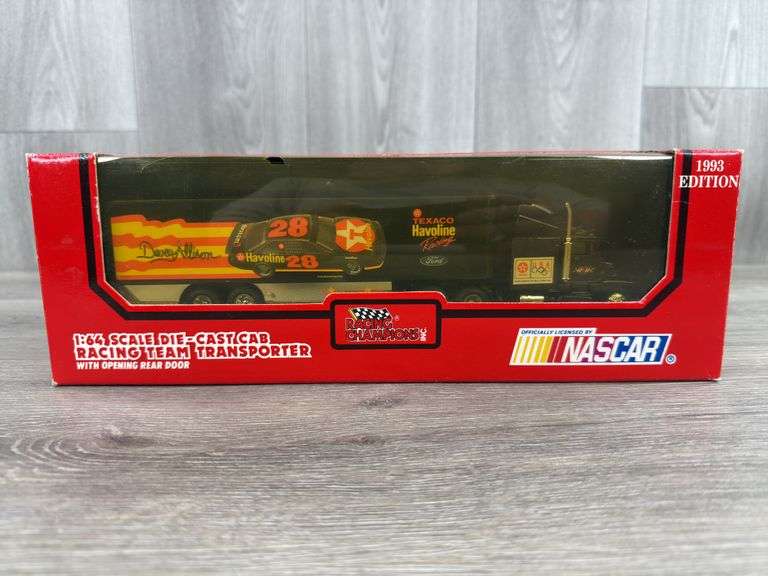 1993
EDITION
Davey Allison
28
Havoline 28
TEXACO
Havoline
Racing
Ford
USA
1:64 SCALE DIE-CAST CAB
RACING TEAM TRANSPORTER
WITH OPENING REAR DOOR
RACING
CHAMPIONS INC.
®
OFFICIALLY LICENSED BY
NASCAR
®